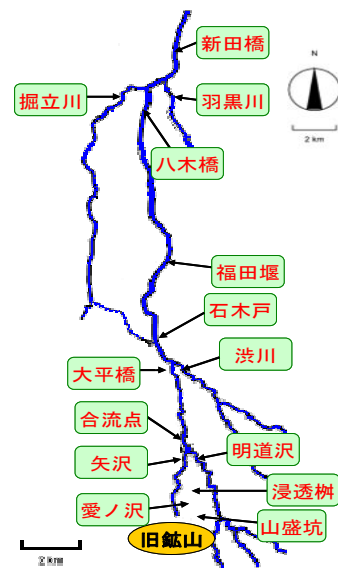 新田橋
N
掘立川
羽黒川
2 km
八木橋
福田堰
石木戸
渋川
大平橋
合流点
矢沢
明道沢
浸透桝
愛ノ沢
山盛坑
旧鉱山
2 km